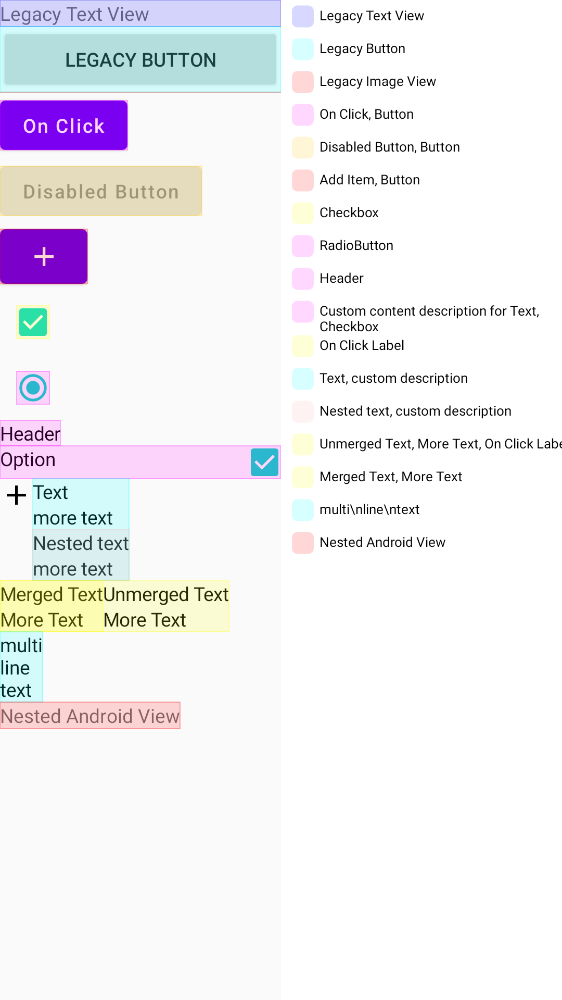 Legacy Text View
LEGACY BUTTON
On Click
Disabled Button
Header
Option
Text
more text
Nested text
more text
Merged Text
More Text
Unmerged Text
More Text
multi
line
text
Nested Android View
Legacy Text View
Legacy Button
Legacy Image View
On Click, Button
Disabled Button, Button
Add Item, Button
Checkbox
RadioButton
Header
Custom content description for Text,
Checkbox
On Click Label
Text, custom description
Nested text, custom description
Unmerged Text, More Text, On Click Labe
Merged Text, More Text
multi\nline\ntext
Nested Android View